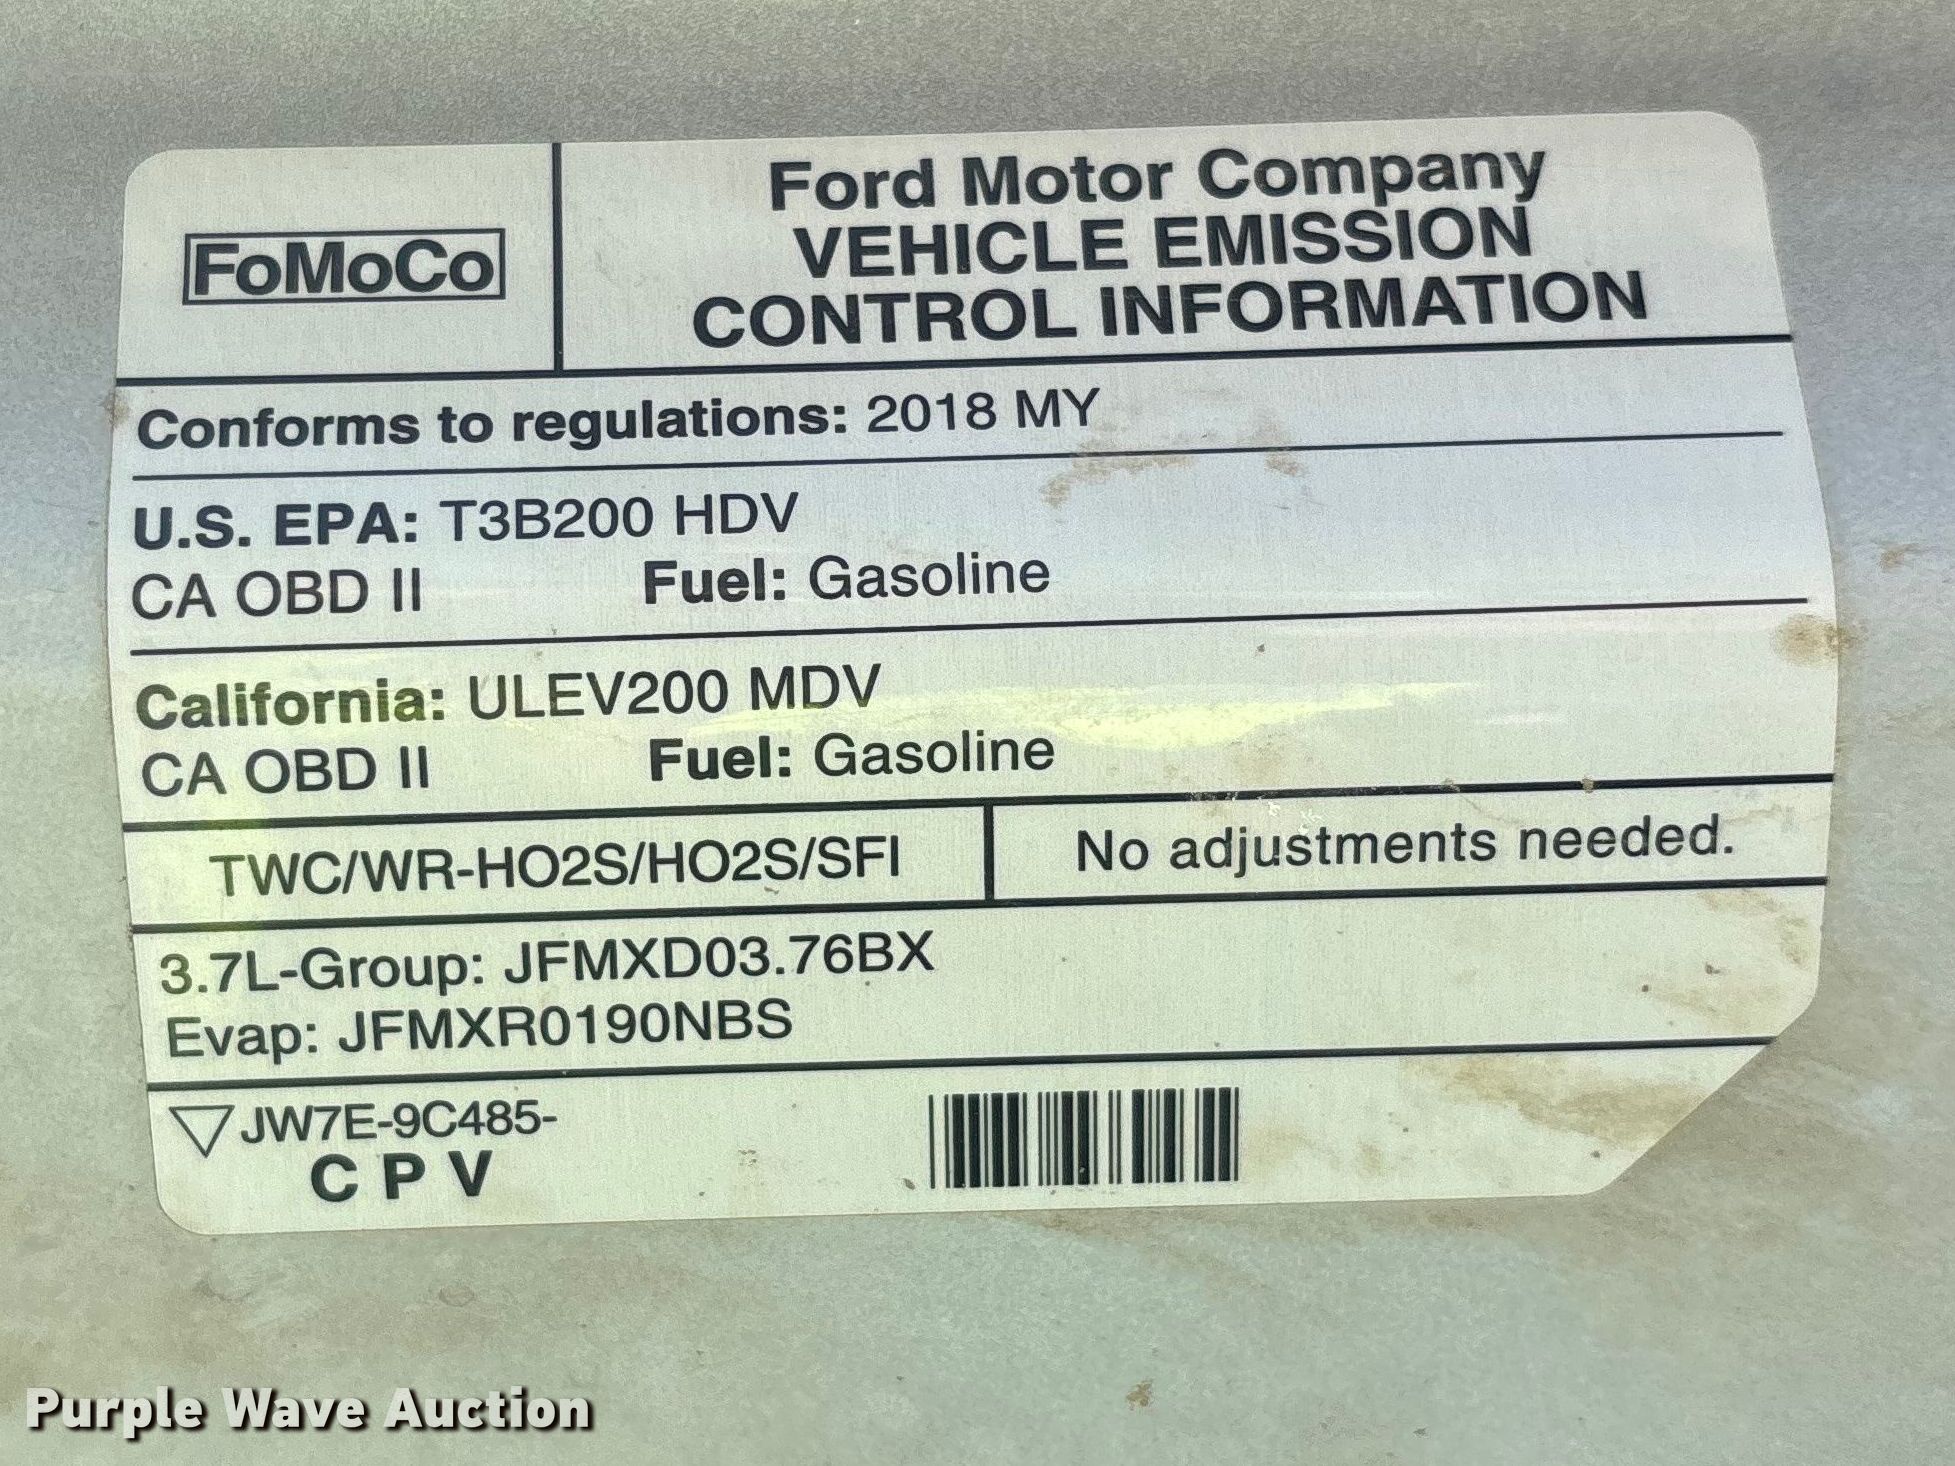 FoMoCo
Ford Motor Company
VEHICLE EMISSION
CONTROL INFORMATION
Conforms to regulations: 2018 MY
U.S. EPA: T3B200 HDV
CA OBD II Fuel: Gasoline
California: ULEV200 MDV
CA OBD II Fuel: Gasoline
TWC/WR-HO2S/HO2S/SFI
No adjustments needed.
3.7L-Group: JFMXD03.76BX
Evap: JFMXR0190NBS
JW7E-9C485-
C P V
Purple Wave Auction